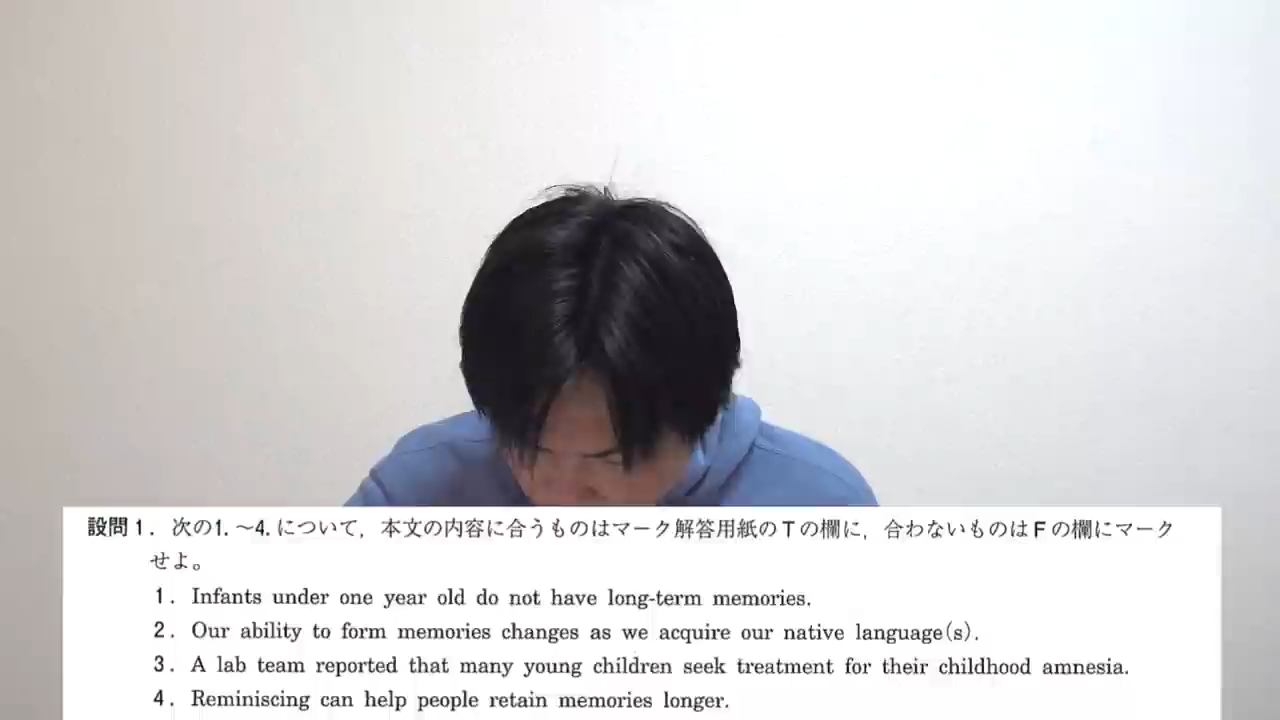 設問1. 次の1.~4.について,本文の内容に合うものはマーク解答用紙のTの欄に,合わないものはFの欄にマーク
せよ。
1. Infants under one year old do not have long-term memories.
2. Our ability to form memories changes as we acquire our native language(s).
3. A lab team reported that many young children seek treatment for their childhood amnesia.
4. Reminiscing can help people retain memories longer.